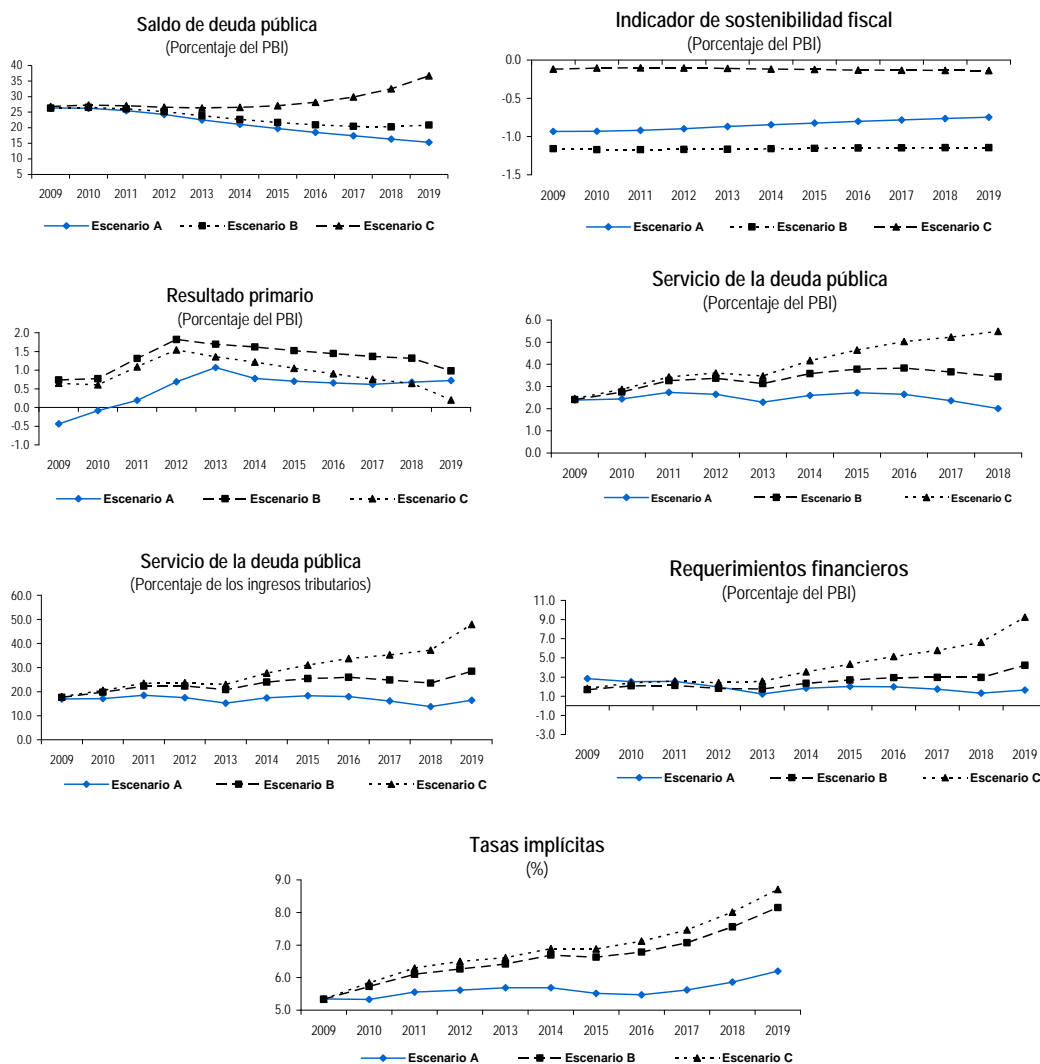 Saldo de deuda pública
(Porcentaje del PBI)
40
35
30
25
20
15
10
5
2009 2010 2011 2012 2013 2014 2015 2016 2017 2018 2019
Escenario A Escenario B Escenario C
Indicador de sostenibilidad fiscal
(Porcentaje del PBI)
0.0
-0.5
-1.0
-1.5
2009 2010 2011 2012 2013 2014 2015 2016 2017 2018 2019
Escenario A Escenario B Escenario C
Resultado primario
(Porcentaje del PBI)
2.0
1.5
1.0
0.5
0.0
-0.5
-1.0
2009 2010 2011 2012 2013 2014 2015 2016 2017 2018 2019
Escenario A Escenario B Escenario C
Servicio de la deuda pública
(Porcentaje del PBI)
6.0
5.0
4.0
3.0
2.0
1.0
0.0
2009 2010 2011 2012 2013 2014 2015 2016 2017 2018
Escenario A Escenario B Escenario C
Servicio de la deuda pública
(Porcentaje de los ingresos tributarios)
60.0
50.0
40.0
30.0
20.0
10.0
0.0
2009 2010 2011 2012 2013 2014 2015 2016 2017 2018 2019
Escenario A Escenario B Escenario C
Requerimientos financieros
(Porcentaje del PBI)
11.0
9.0
7.0
5.0
3.0
1.0
-1.0
-3.0
2009 2010 2011 2012 2013 2014 2015 2016 2017 2018 2019
Escenario A Escenario B Escenario C
Tasas implícitas
(%)
9.0
8.0
7.0
6.0
5.0
2009 2010 2011 2012 2013 2014 2015 2016 2017 2018 2019
Escenario A Escenario B Escenario C